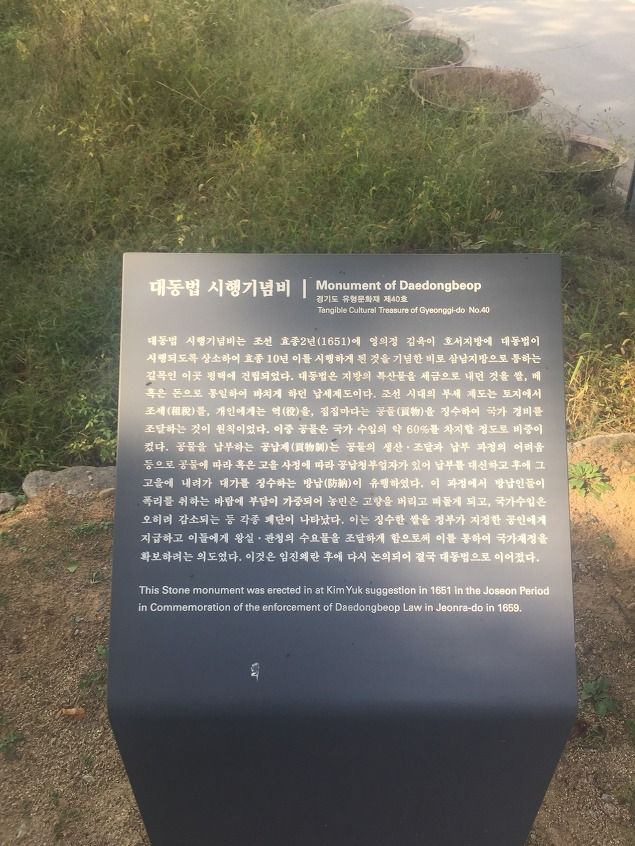 대동법 시행기념비 | Monument of Daedongbeop
경기도 유형문화재 제40호
Tangible Cultural Treasure of Gyeonggi-do No.40
대동법 시행기념비는 조선 효종2년(1651)에 영의정 김육이 호서지방에 대동법이
시행되도록 상소하여 효종 10년 이를 시행하게 된 것을 기념한 비로 삼남지방으로 통하는
길목인 이곳 평택에 건립되었다. 대동법은 지방의 특산물을 세금으로 내던 것을 쌀, 베
혹은 돈으로 통일하여 바치게 하던 납세제도이다. 조선 시대의 부세 제도는 토지에서
조세(租稅)를, 개인에게는 역(役)을, 집집마다는 공물(貢物)을 징수하여 국가 경비를
조달하는 것이 원칙이었다. 이중 공물은 국가 수입의 약 60%를 차지할 정도로 비중이
컸다. 공물을 납부하는 공납제(貢物制)는 공물의 생산·조달과 납부 과정의 어려움
등으로 공물에 따라 혹은 고을 사정에 따라 공납청부업자가 있어 납부를 대신하고 후에 그
고을에 내려가 대가를 징수하는 방납(防納)이 유행하였다. 이 과정에서 방납인들이
폭리를 취하는 바람에 부담이 가중되어 농민은 고향을 버리고 떠돌게 되고, 국가수입은
오히려 감소되는 등 각종 폐단이 나타났다. 이는 징수한 쌀을 정부가 지정한 공인에게
지급하고 이들에게 왕실·관청의 수요물을 조달하게 함으로써 이를 통하여 국가재정을
확보하려는 의도였다. 이것은 임진왜란 후에 다시 논의되어 결국 대동법으로 이어졌다.
This Stone monument was erected in at Kim Yuk suggestion in 1651 in the Joseon Period
in Commemoration of the enforcement of Daedongbeop Law in Jeonra-do in 1659.